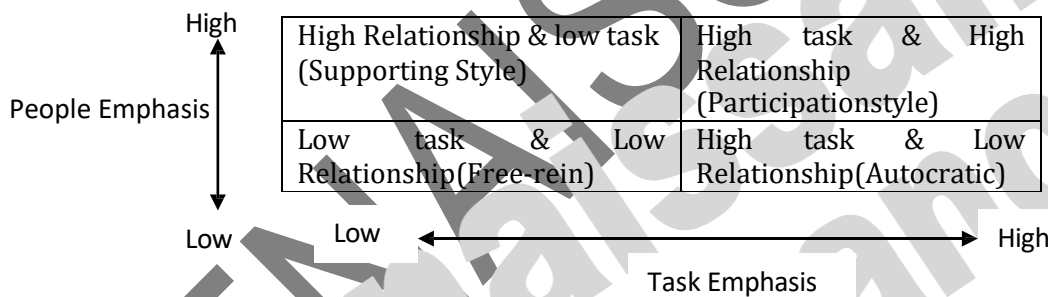 High
People Emphasis
High Relationship & low task
(Supporting Style)
High task & High
Relationship
(Participationstyle)
Low task & Low
Relationship(Free-rein)
High task & Low
Relationship(Autocratic)
Low
Low
High
Task Emphasis